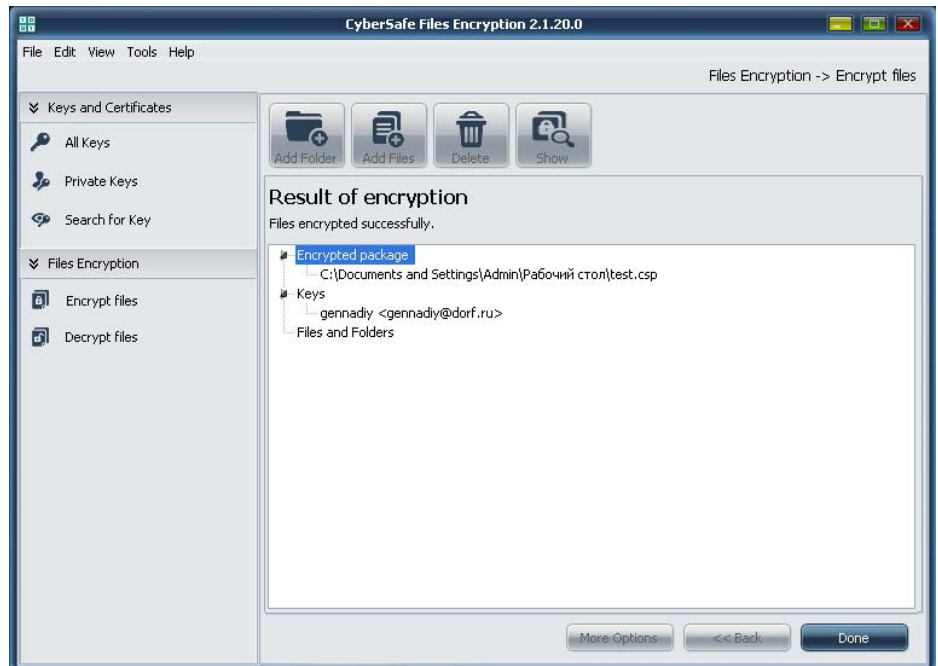 CyberSafe Files Encryption 2.1.20.0
File Edit View Tools Help
Files Encryption -> Encrypt files
Keys and Certificates
All Keys
Private Keys
Search for Key
Files Encryption
Encrypt files
Decrypt files
Add Folder Add Files Delete Show
Result of encryption
Files encrypted successfully.
Encrypted package
C:\Documents and Settings\Admin\Рабочий стол\test.csp
Keys
gennadiy <gennadiy@dorf.ru>
Files and Folders
More Options << Back Done